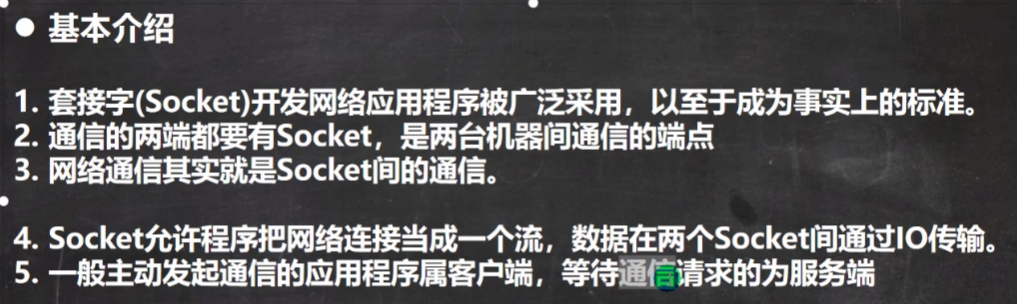 ● 基本介绍
1. 套接字(Socket)开发网络应用程序被广泛采用，以至于成为事实上的标准。
2. 通信的两端都要有Socket，是两台机器间通信的端点
3. 网络通信其实就是Socket间的通信。
4. Socket允许程序把网络连接当成一个流，数据在两个Socket间通过IO传输。
5. 一般主动发起通信的应用程序属客户端，等待通信请求的为服务端